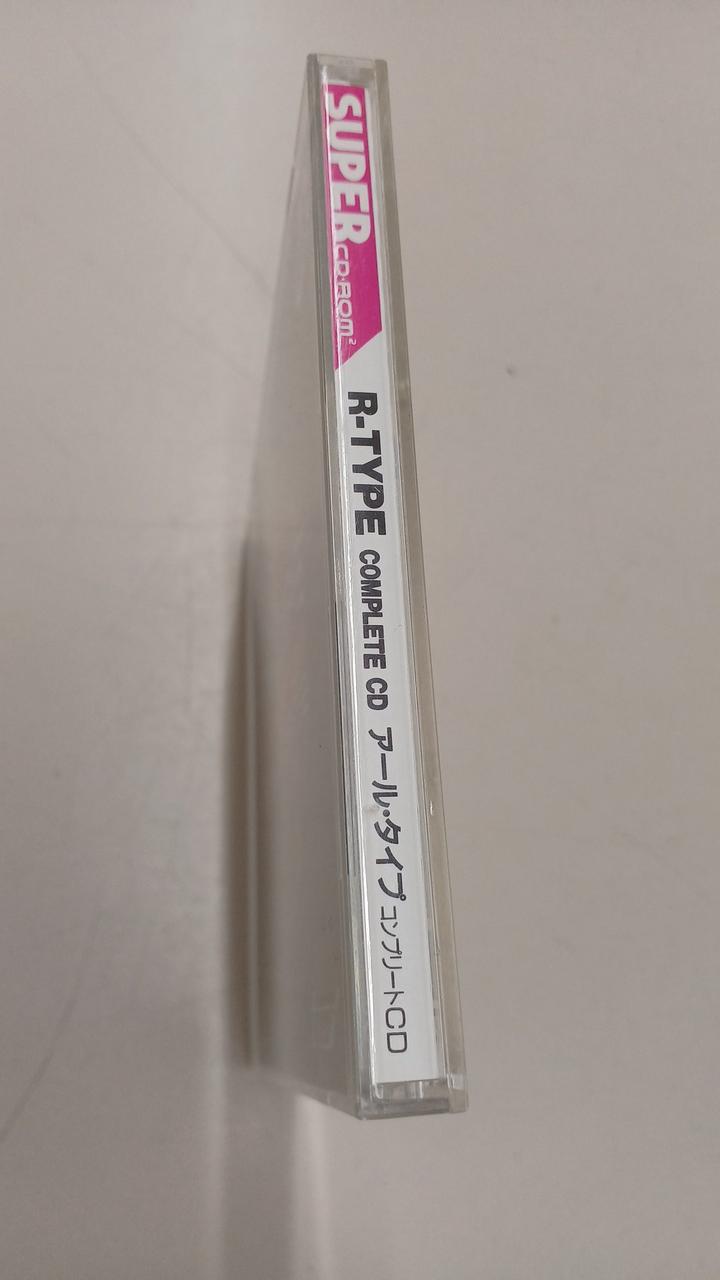 SUPER CD-ROM²
R-TYPE COMPLETE CD アール・タイプ コンプリートCD